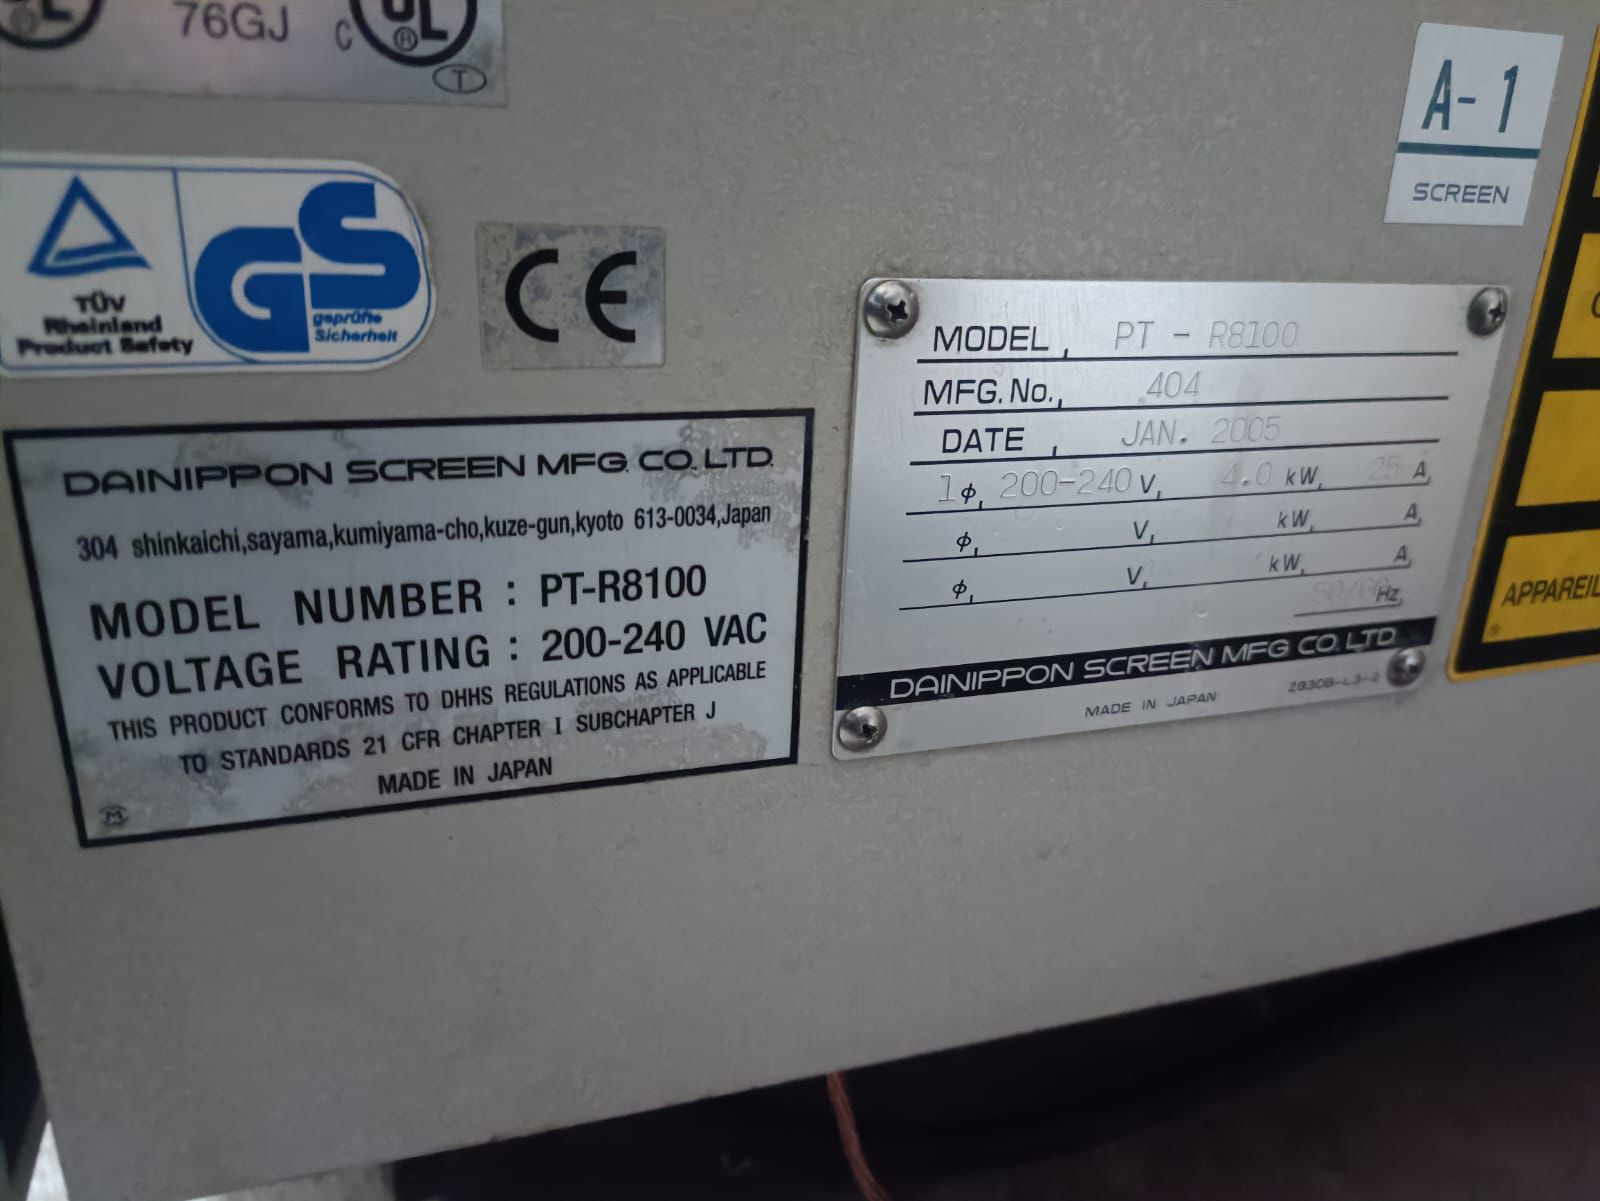 76GJ
C UL
®
T
A-1
SCREEN
TÜV
Rheinland
Product Safety
GS
geprüfte
Sicherheit
CE
DAINIPPON SCREEN MFG. CO. LTD.
304 shinkaichi,sayama,kumiyama-cho,kuze-gun,kyoto 613-0034,Japan
MODEL NUMBER : PT-R8100
VOLTAGE RATING : 200-240 VAC
THIS PRODUCT CONFORMS TO DHHS REGULATIONS AS APPLICABLE
TO STANDARDS 21 CFR CHAPTER I SUBCHAPTER J
MADE IN JAPAN
M
MODEL, PT - R8100
MFG.No., 404
DATE, JAN. 2005
1ϕ, 200-240 V, 4.0 kW, 25 A,
ϕ, V, kW, A,
ϕ, V, kW, A,
50/60 Hz,
DAINIPPON SCREEN MFG CO. LTD
MADE IN JAPAN Z830B-L3-2
APPAREIL